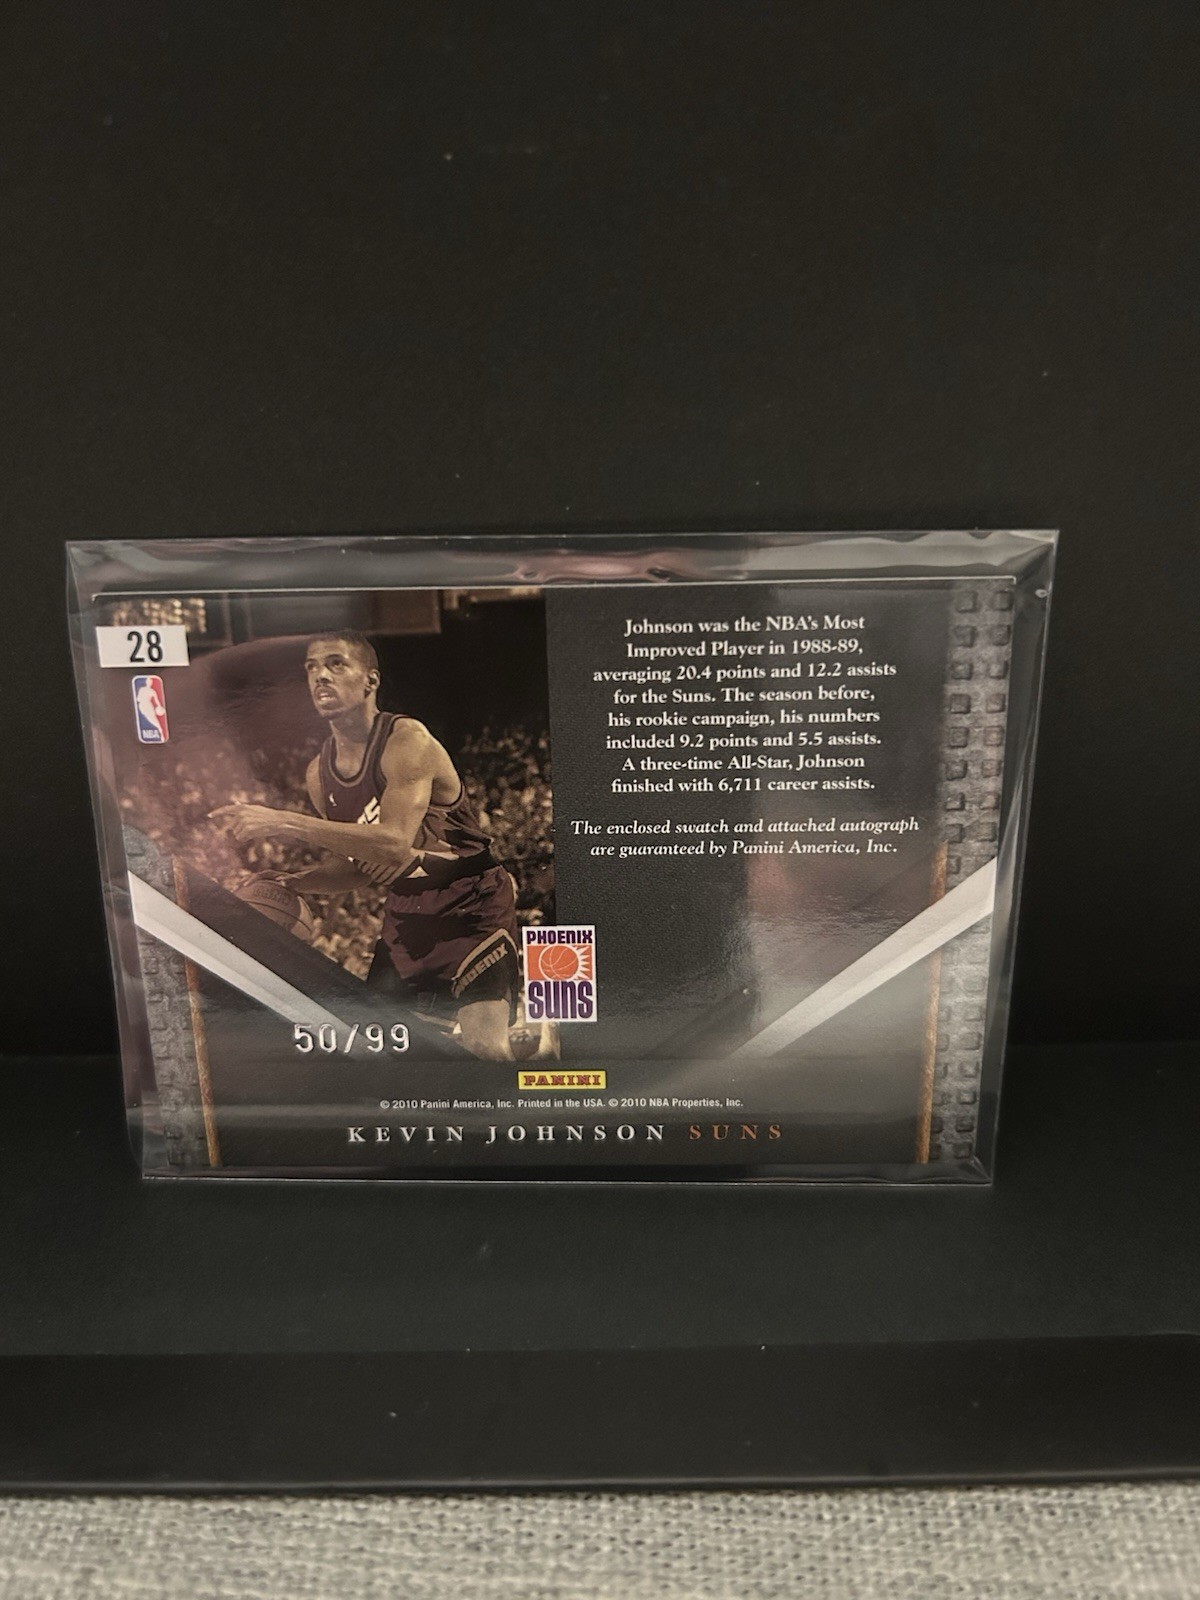 28
NBA
Johnson was the NBA's Most
Improved Player in 1988-89,
averaging 20.4 points and 12.2 assists
for the Suns. The season before,
his rookie campaign, his numbers
included 9.2 points and 5.5 assists.
A three-time All-Star, Johnson
finished with 6,711 career assists.
The enclosed swatch and attached autograph
are guaranteed by Panini America, Inc.
PHOENIX
PHOENIX
SUNS
50/99
PANINI
© 2010 Panini America, Inc. Printed in the USA. © 2010 NBA Properties, Inc.
KEVIN JOHNSON SUNS